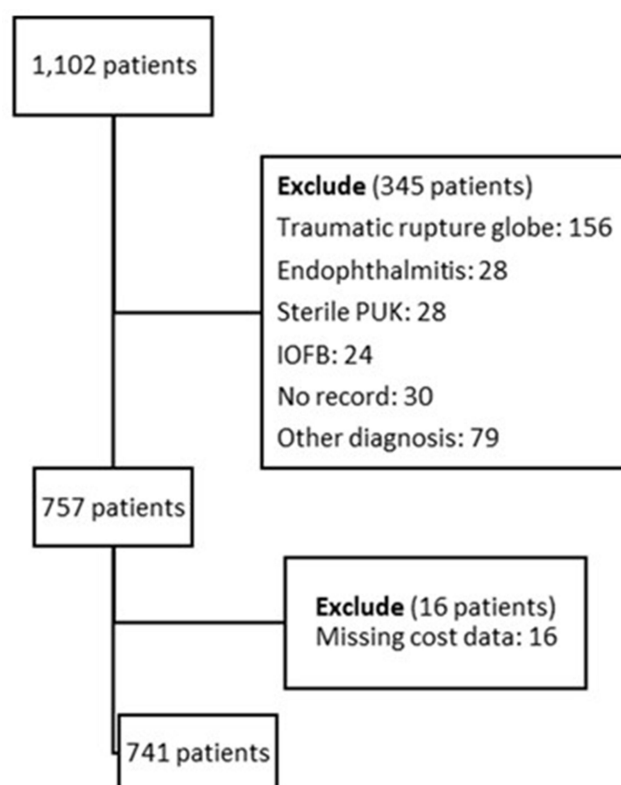 1,102 patients
Exclude (345 patients)
Traumatic rupture globe: 156
Endophthalmitis: 28
Sterile PUK: 28
IOFB: 24
No record: 30
Other diagnosis: 79
757 patients
Exclude (16 patients)
Missing cost data: 16
741 patients